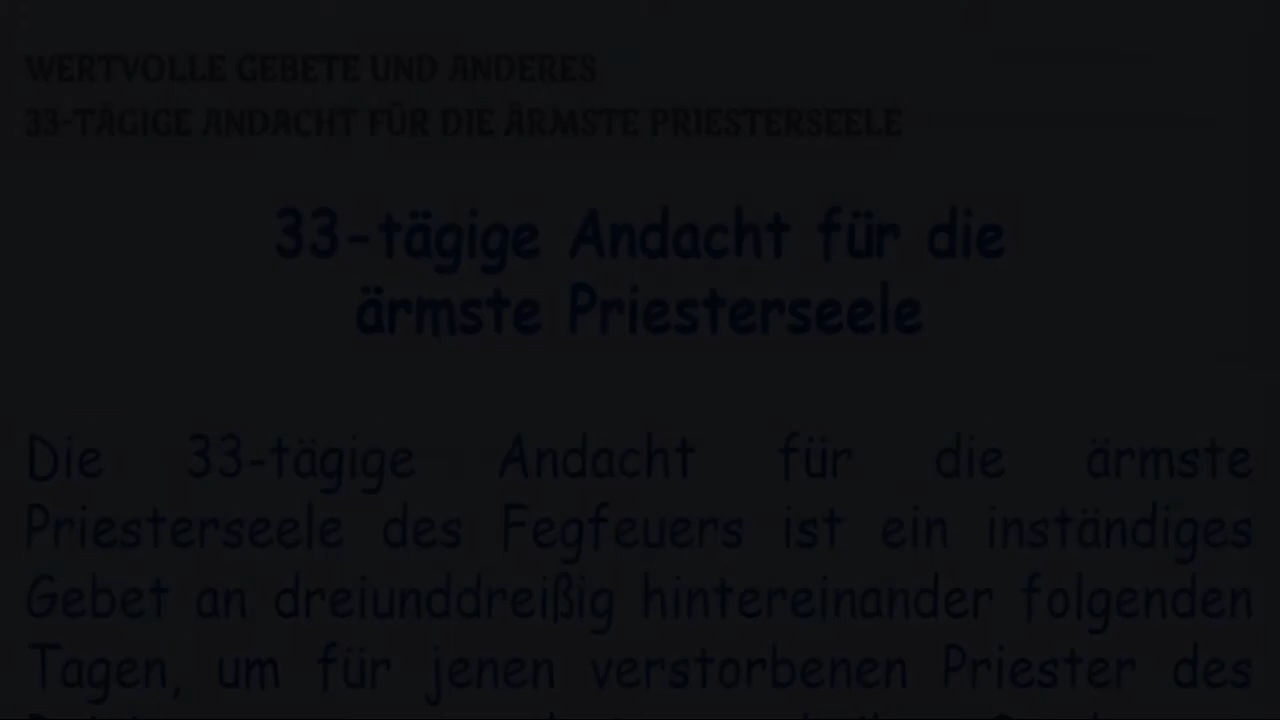 WERTVOLLE GEBETE UND ANDERES
33-TÄGIGE ANDACHT FÜR DIE ÄRMSTE PRIESTERSEELE
33-tägige Andacht für die
ärmste Priesterseele
Die 33-tägige Andacht für die ärmste
Priesterseele des Fegfeuers ist ein inständiges
Gebet an dreiunddreißig hintereinander folgenden
Tagen, um für jenen verstorbenen Priester des